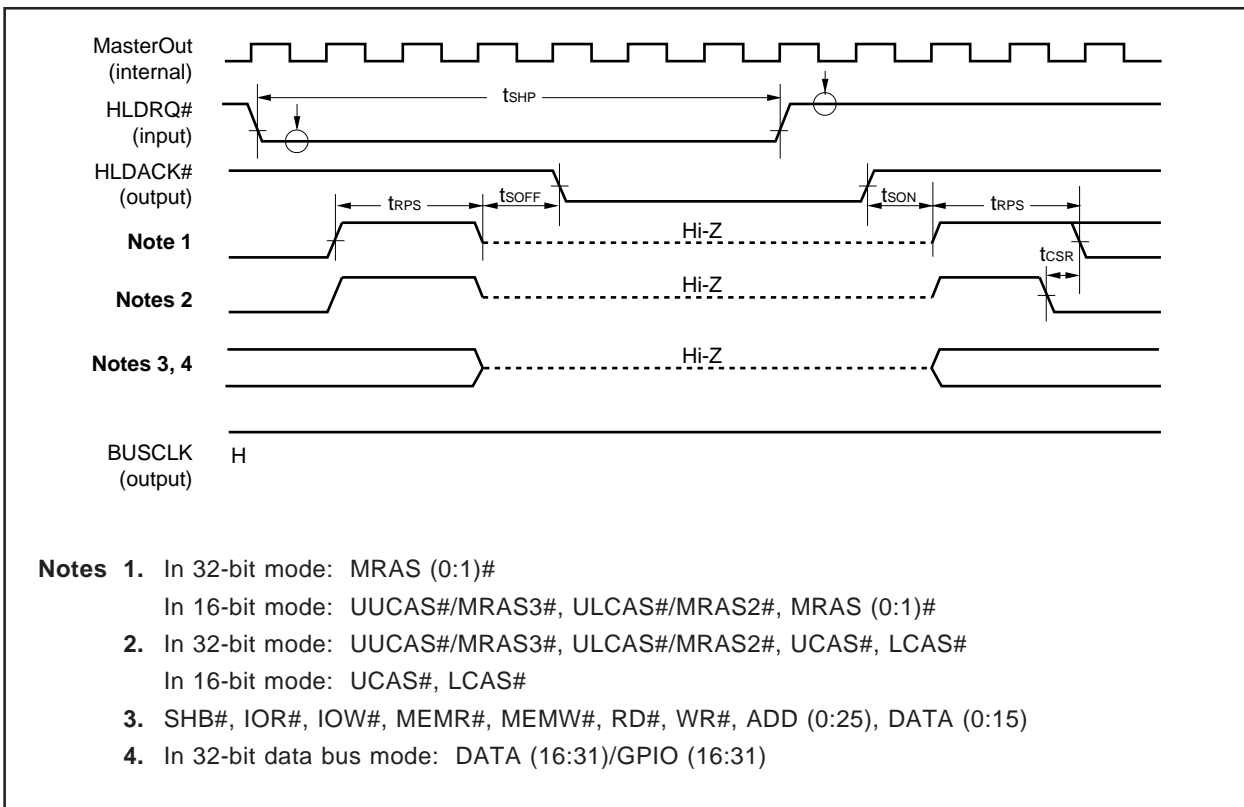 MasterOut
(internal)
tSHP
HLDRQ#
(input)
HLDACK#
(output)
tRPS
tSOFF
tSON
tRPS
Hi-Z
Note 1
tCSR
Hi-Z
Notes 2
Hi-Z
Notes 3, 4
BUSCLK
(output)
H
Notes 1. In 32-bit mode: MRAS (0:1)#
In 16-bit mode: UUCAS#/MRAS3#, ULCAS#/MRAS2#, MRAS (0:1)#
2. In 32-bit mode: UUCAS#/MRAS3#, ULCAS#/MRAS2#, UCAS#, LCAS#
In 16-bit mode: UCAS#, LCAS#
3. SHB#, IOR#, IOW#, MEMR#, MEMW#, RD#, WR#, ADD (0:25), DATA (0:15)
4. In 32-bit data bus mode: DATA (16:31)/GPIO (16:31)